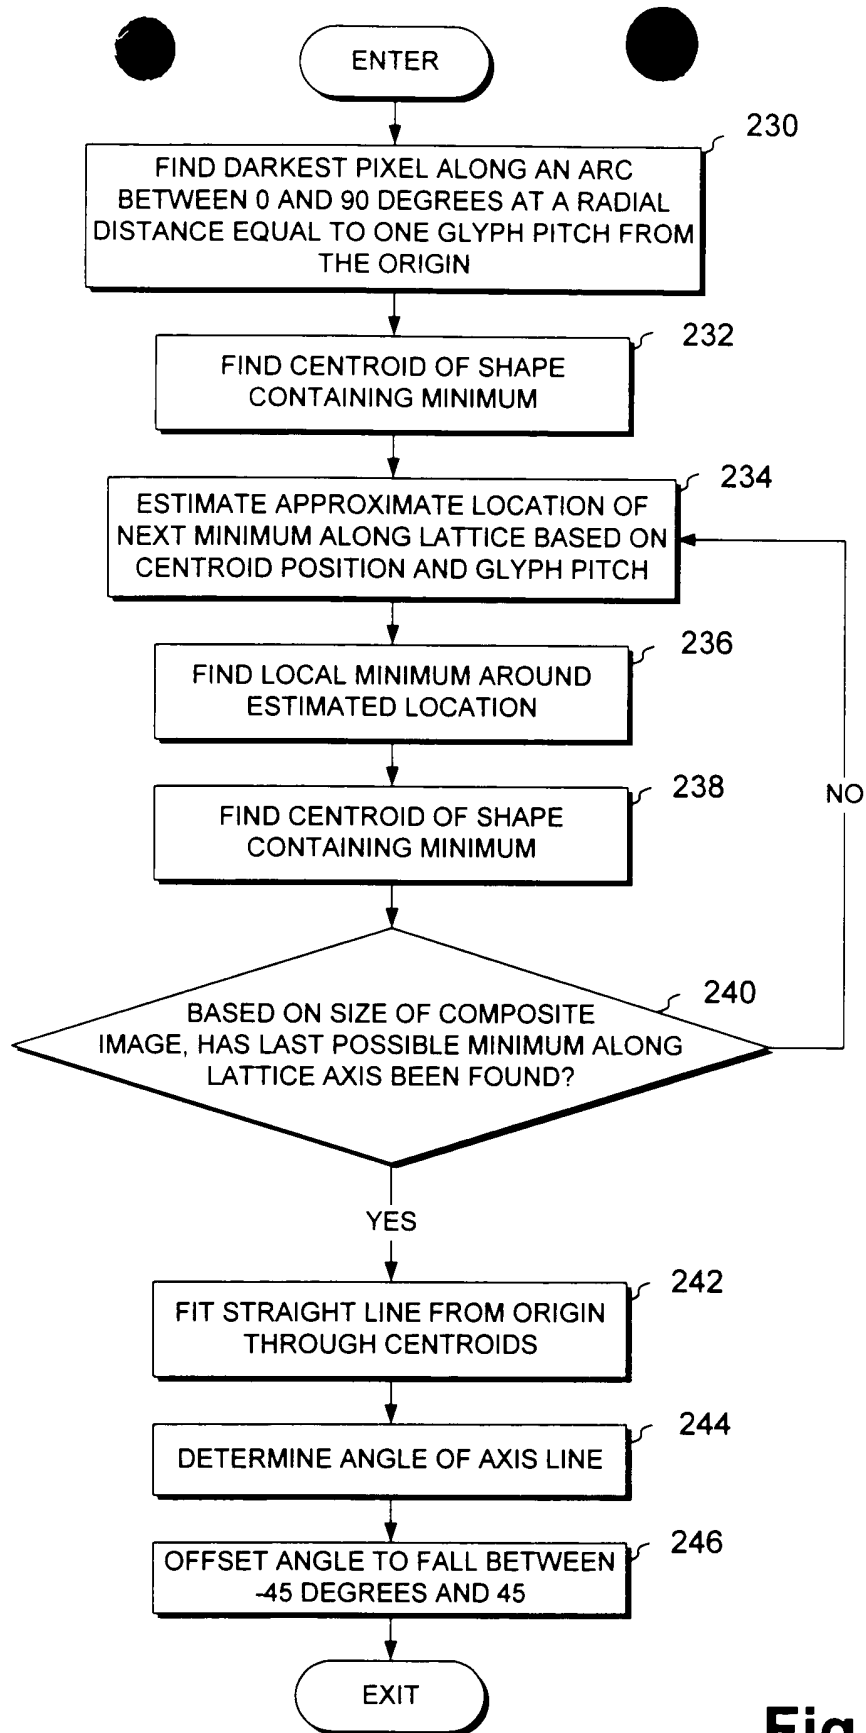 ENTER
230
FIND DARKEST PIXEL ALONG AN ARC
BETWEEN 0 AND 90 DEGREES AT A RADIAL
DISTANCE EQUAL TO ONE GLYPH PITCH FROM
THE ORIGIN
232
FIND CENTROID OF SHAPE
CONTAINING MINIMUM
234
ESTIMATE APPROXIMATE LOCATION OF
NEXT MINIMUM ALONG LATTICE BASED ON
CENTROID POSITION AND GLYPH PITCH
236
FIND LOCAL MINIMUM AROUND
ESTIMATED LOCATION
238
FIND CENTROID OF SHAPE
CONTAINING MINIMUM
NO
240
BASED ON SIZE OF COMPOSITE
IMAGE, HAS LAST POSSIBLE MINIMUM ALONG
LATTICE AXIS BEEN FOUND?
YES
242
FIT STRAIGHT LINE FROM ORIGIN
THROUGH CENTROIDS
244
DETERMINE ANGLE OF AXIS LINE
246
OFFSET ANGLE TO FALL BETWEEN
-45 DEGREES AND 45
EXIT
Fig